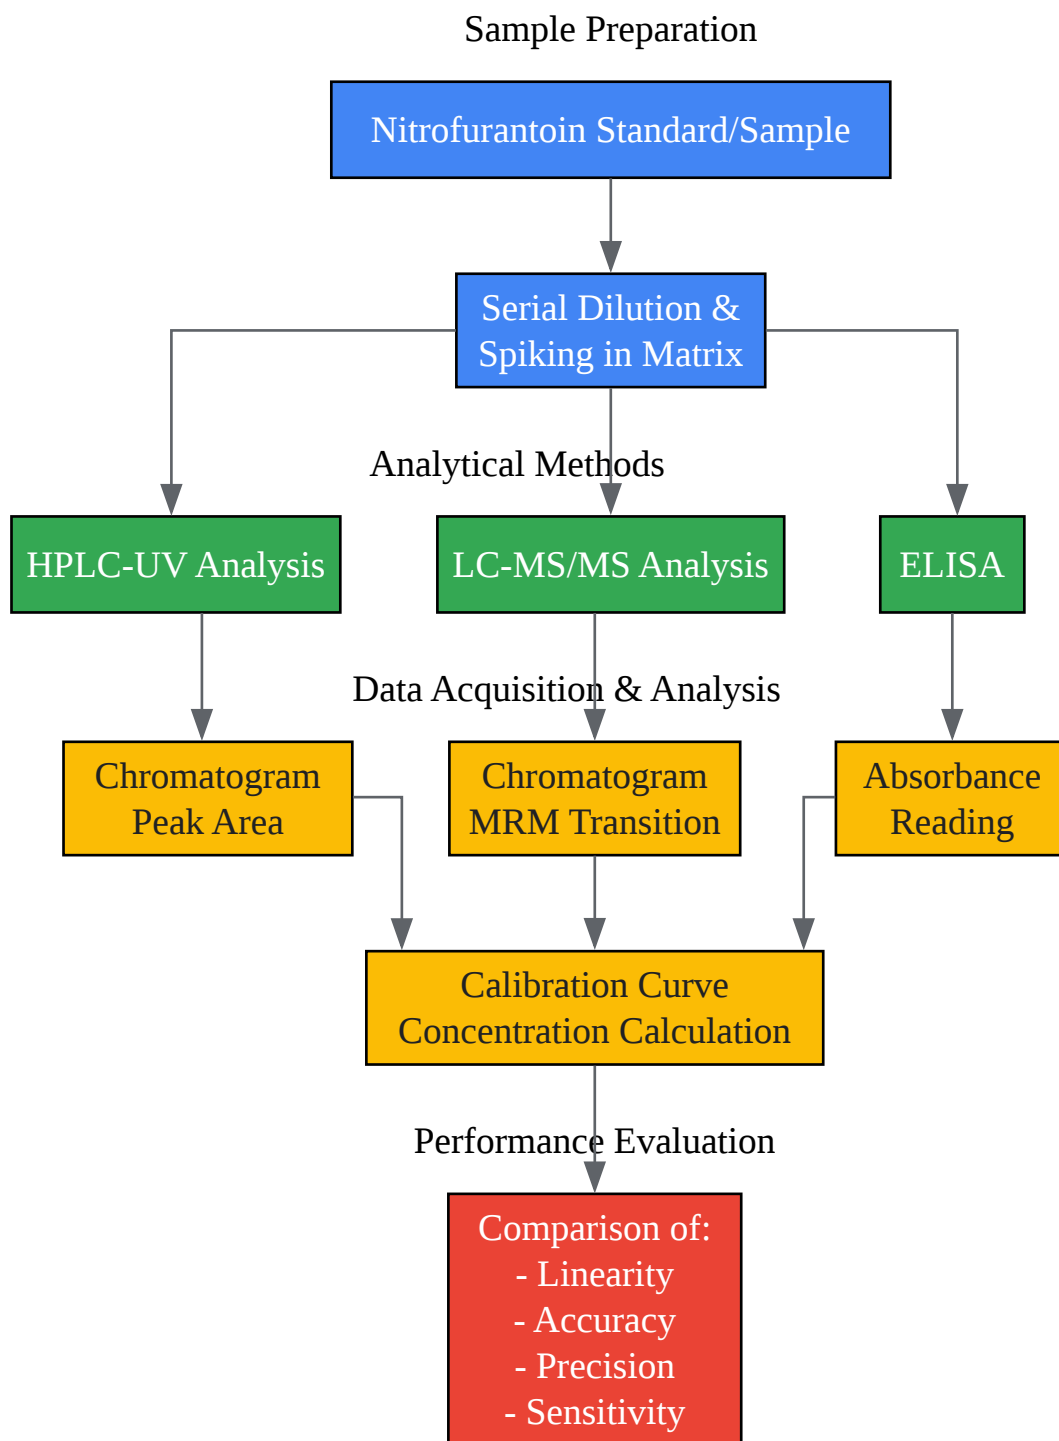 Sample Preparation
Nitrofurantoin Standard/Sample
Serial Dilution &
Spiking in Matrix
Analytical Methods
HPLC-UV Analysis
LC-MS/MS Analysis
ELISA
Data Acquisition & Analysis
Chromatogram
Peak Area
Chromatogram
MRM Transition
Absorbance
Reading
Calibration Curve
Concentration Calculation
Performance Evaluation
Comparison of:
- Linearity
- Accuracy
- Precision
- Sensitivity